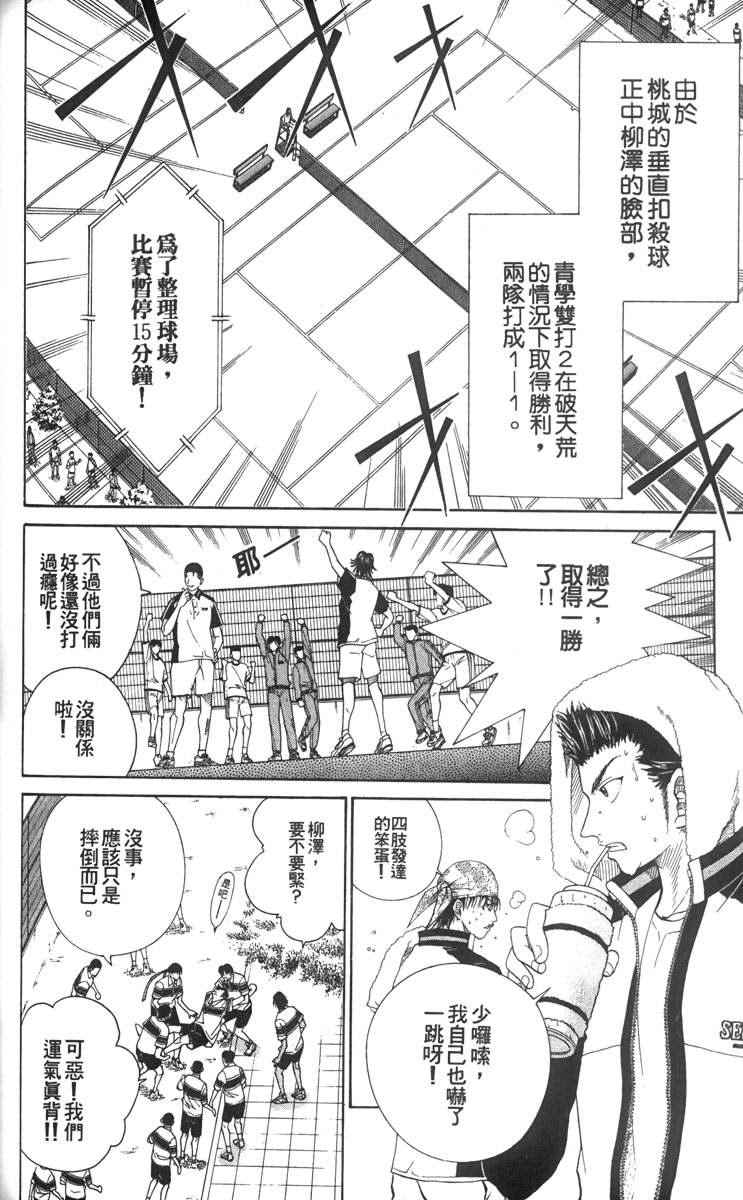 由於
桃城的垂直扣殺球
正中柳澤的臉部，
青學雙打2在破天荒
的情況下取得勝利，
兩隊打成1—1。
為了整理球場，
比賽暫停15分鐘！
總之，
取得一勝
了!!
耶—
不過他們倆
好像還沒打
過癮呢！
沒關係
啦！
四肢發達
的笨蛋！
少囉嗦，
我自己也嚇了
一跳呀！
SE
柳澤，
要不要緊？
是吧—
沒事，
應該只是
摔倒而已。
可惡！我們
運氣真背!!